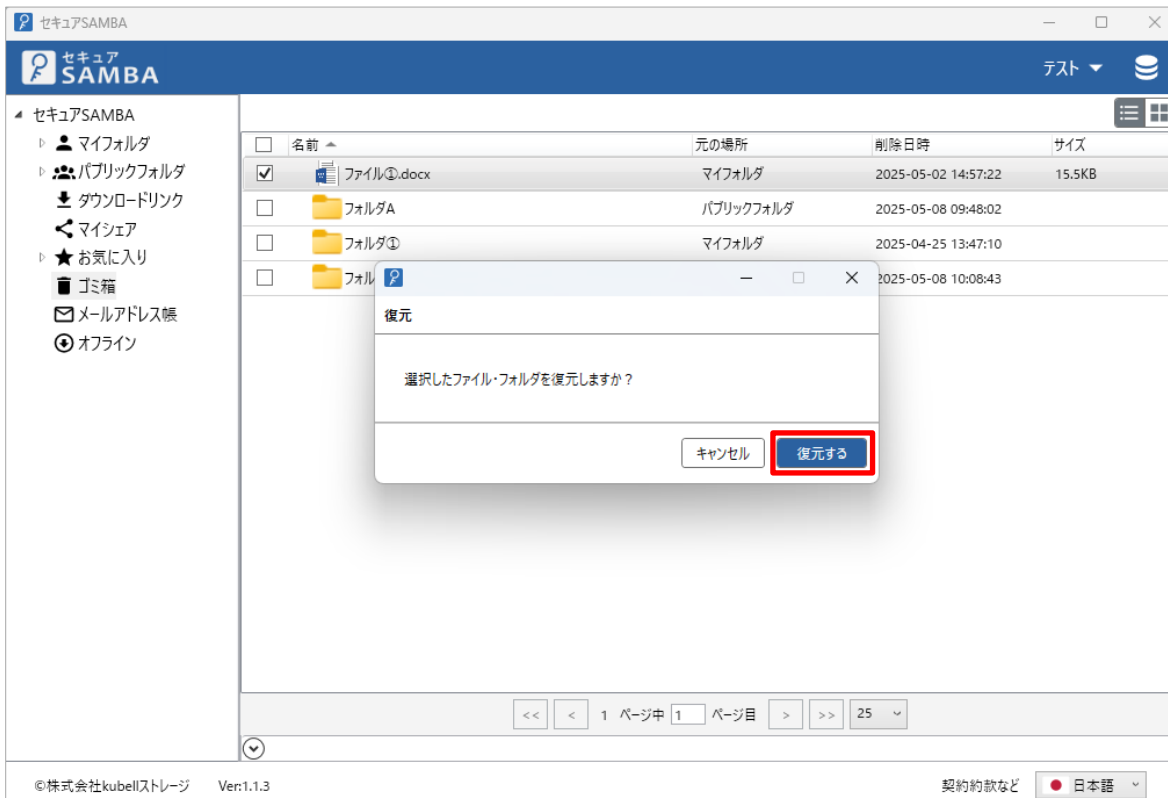 セキュアSAMBA
セキュア
SAMBA
テスト
セキュアSAMBA
マイフォルダ
パブリックフォルダ
ダウンロードリンク
マイシェア
お気に入り
ゴミ箱
メールアドレス帳
オフライン
名前 元の場所 削除日時 サイズ
ファイル①.docx マイフォルダ 2025-05-02 14:57:22 15.5KB
フォルダA パブリックフォルダ 2025-05-08 09:48:02
フォルダ① マイフォルダ 2025-04-25 13:47:10
フォル 2025-05-08 10:08:43
復元
選択したファイル・フォルダを復元しますか？
キャンセル 復元する
<< < 1 ページ中 1 ページ目 > >> 25
©株式会社kubellストレージ Ver:1.1.3 契約約款など 日本語